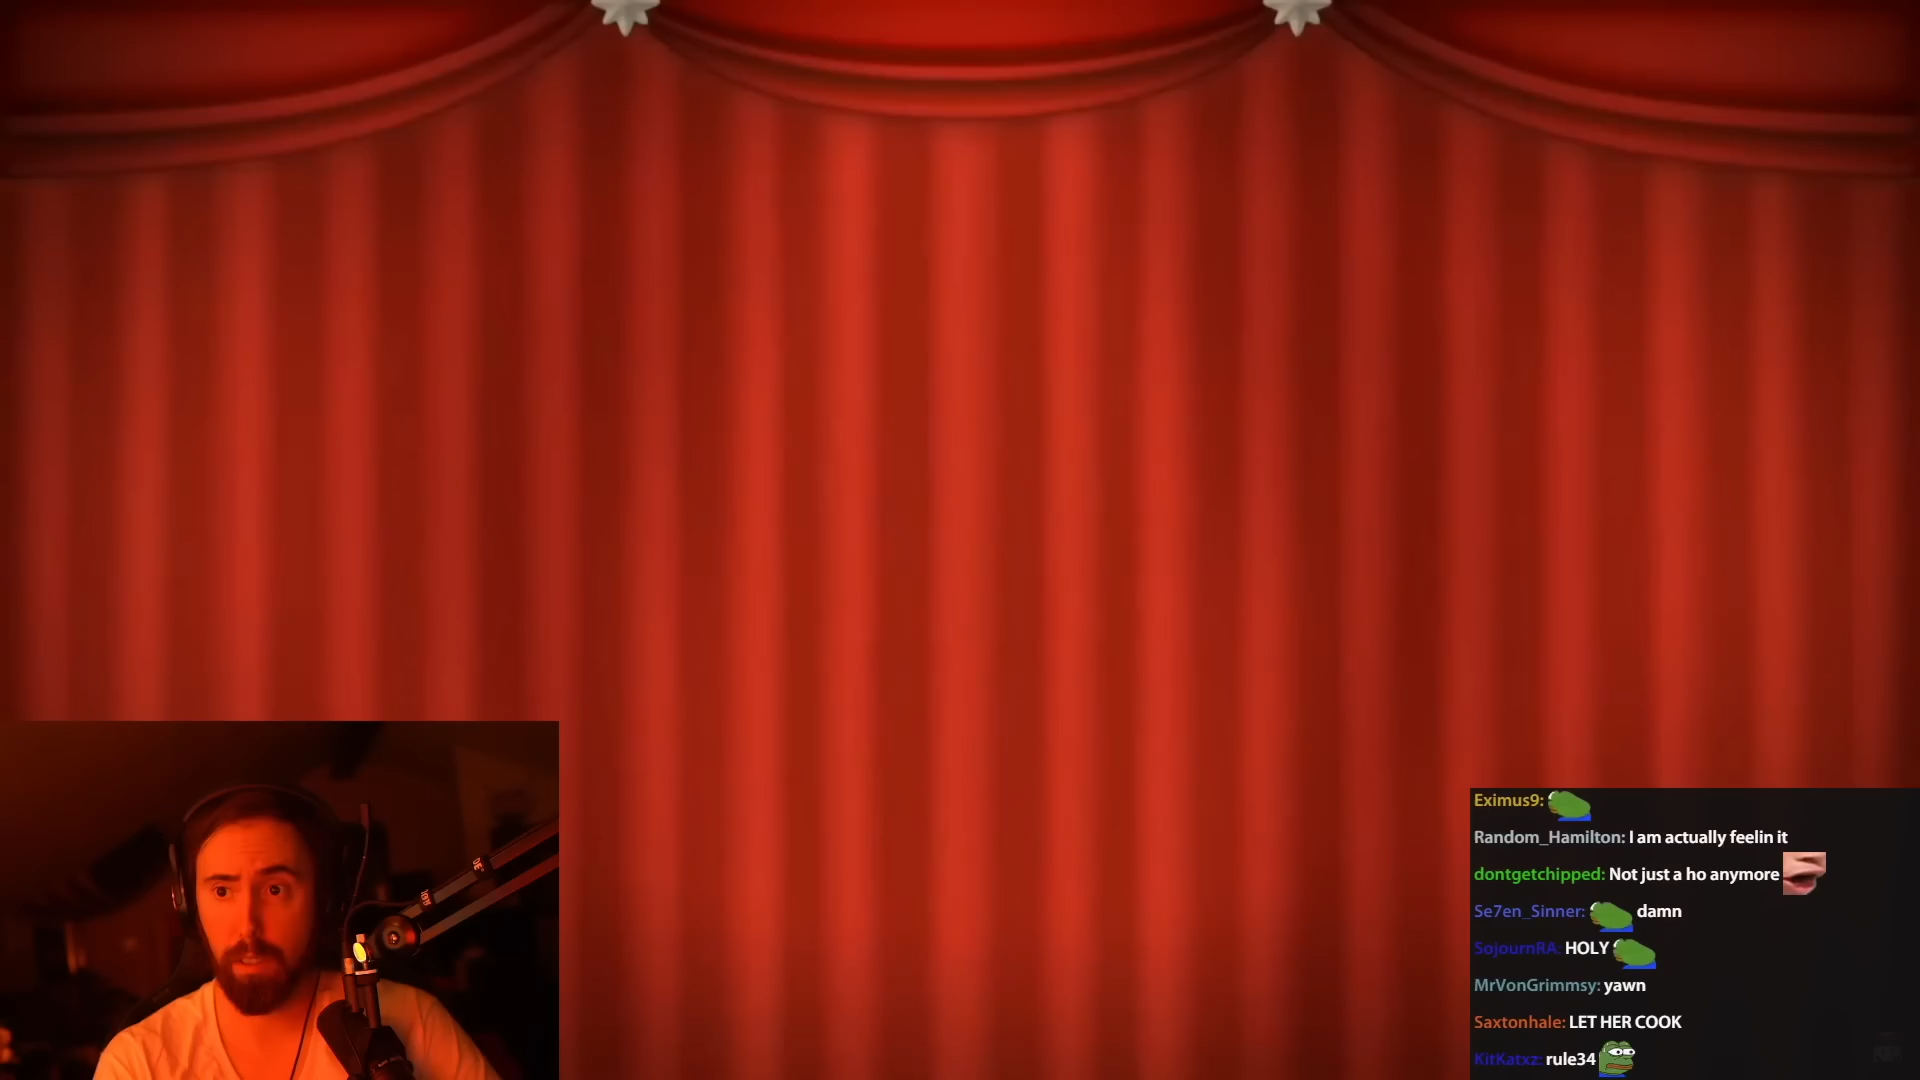 Eximus9:
Random_Hamilton: I am actually feelin it
dontgetchipped: Not just a ho anymore
Se7en_Sinner: damn
SojournRA: HOLY
MrVonGrimmsy: yawn
Saxtonhale: LET HER COOK
KitKatxz: rule34